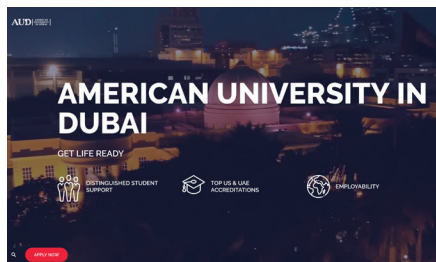 AUD
AMERICAN UNIVERSITY IN
DUBAI
GET LIFE READY
DISTINGUISHED STUDENT
SUPPORT
TOP US & UAE
ACCREDITATIONS
EMPLOYABILITY
APPLY NOW